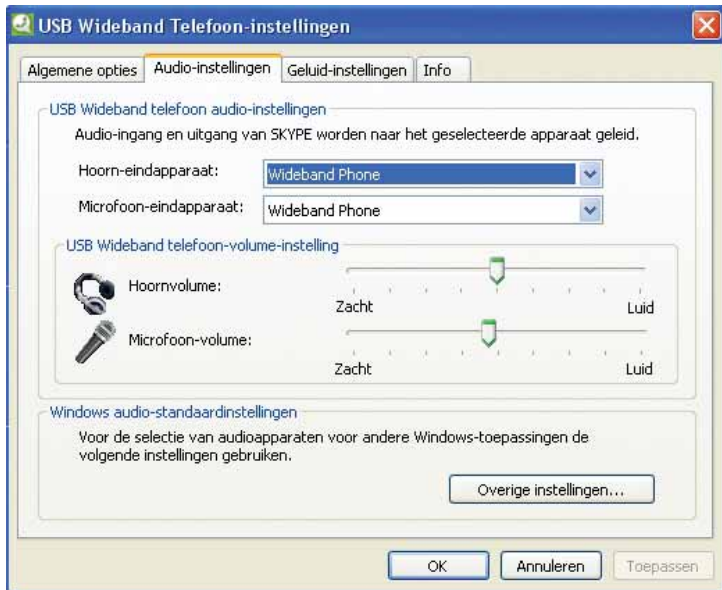 USB Wideband Telefoon-instellingen
Algemene opties Audio-instellingen Geluid-instellingen Info
USB Wideband telefoon audio-instellingen
Audio-ingang en uitgang van SKYPE worden naar het geselecteerde apparaat geleid.
Hoorn-eindapparaat: Wideband Phone
Microfoon-eindapparaat: Wideband Phone
USB Wideband telefoon-volume-instelling
Hoornvolume:
Zacht Luid
Microfoon-volume:
Zacht Luid
Windows audio-standaardinstellingen
Voor de selectie van audioapparaten voor andere Windows-toepassingen de
volgende instellingen gebruiken.
Overige instellingen...
OK Annuleren Toepassen